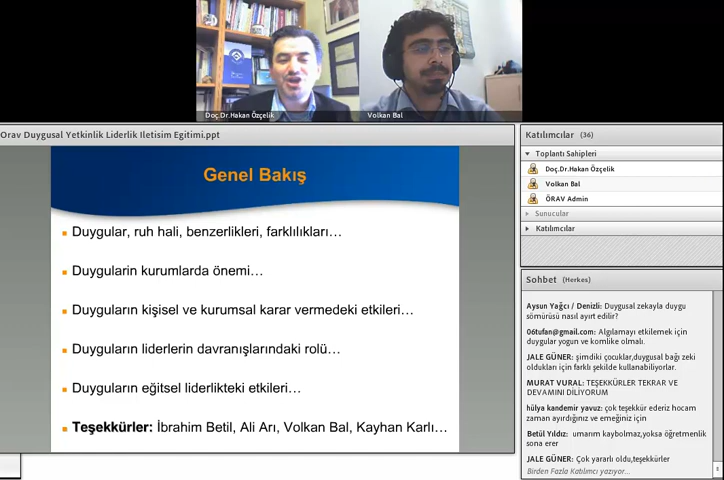 Doç.Dr.Hakan Özçelik
Volkan Bal
Orav Duygusal Yetkinlik Liderlik Iletisim Egitimi.ppt
Genel Bakış
Duygular, ruh hali, benzerlikleri, farklılıkları…
Duygularin kurumlarda önemi…
Duyguların kişisel ve kurumsal karar vermedeki etkileri…
Duyguların liderlerin davranışlarındaki rolü…
Duyguların eğitsel liderlikteki etkileri…
Teşekkürler: İbrahim Betil, Ali Arı, Volkan Bal, Kayhan Karlı…
Katılımcılar (36)
Toplantı Sahipleri
Doç.Dr.Hakan Özçelik
Volkan Bal
ÖRAV Admin
Sunucular
Katılımcılar
Sohbet (Herkes)
Aysun Yağcı / Denizli: Duygusal zekayla duygu
sömürüsü nasıl ayırt edilir?
06tufan@gmail.com: Algılamayı etkilemek için
duygular yogun ve komlike olmalı.
JALE GÜNER: şimdiki çocuklar,duygusal bağı zeki
oldukları için farklı şekilde kullanabiliyorlar.
MURAT VURAL: TEŞEKKÜRLER TEKRAR VE
DEVAMINI DİLİYORUM
hülya kandemir yavuz: çok teşekkür ederiz hocam
zaman ayırdığınız ve emeğiniz için
Betül Yıldız: umarım kaybolmaz,yoksa öğretmenlik
sona erer
JALE GÜNER: Çok yararlı oldu,teşekkürler
Birden Fazla Katılımcı yazıyor...